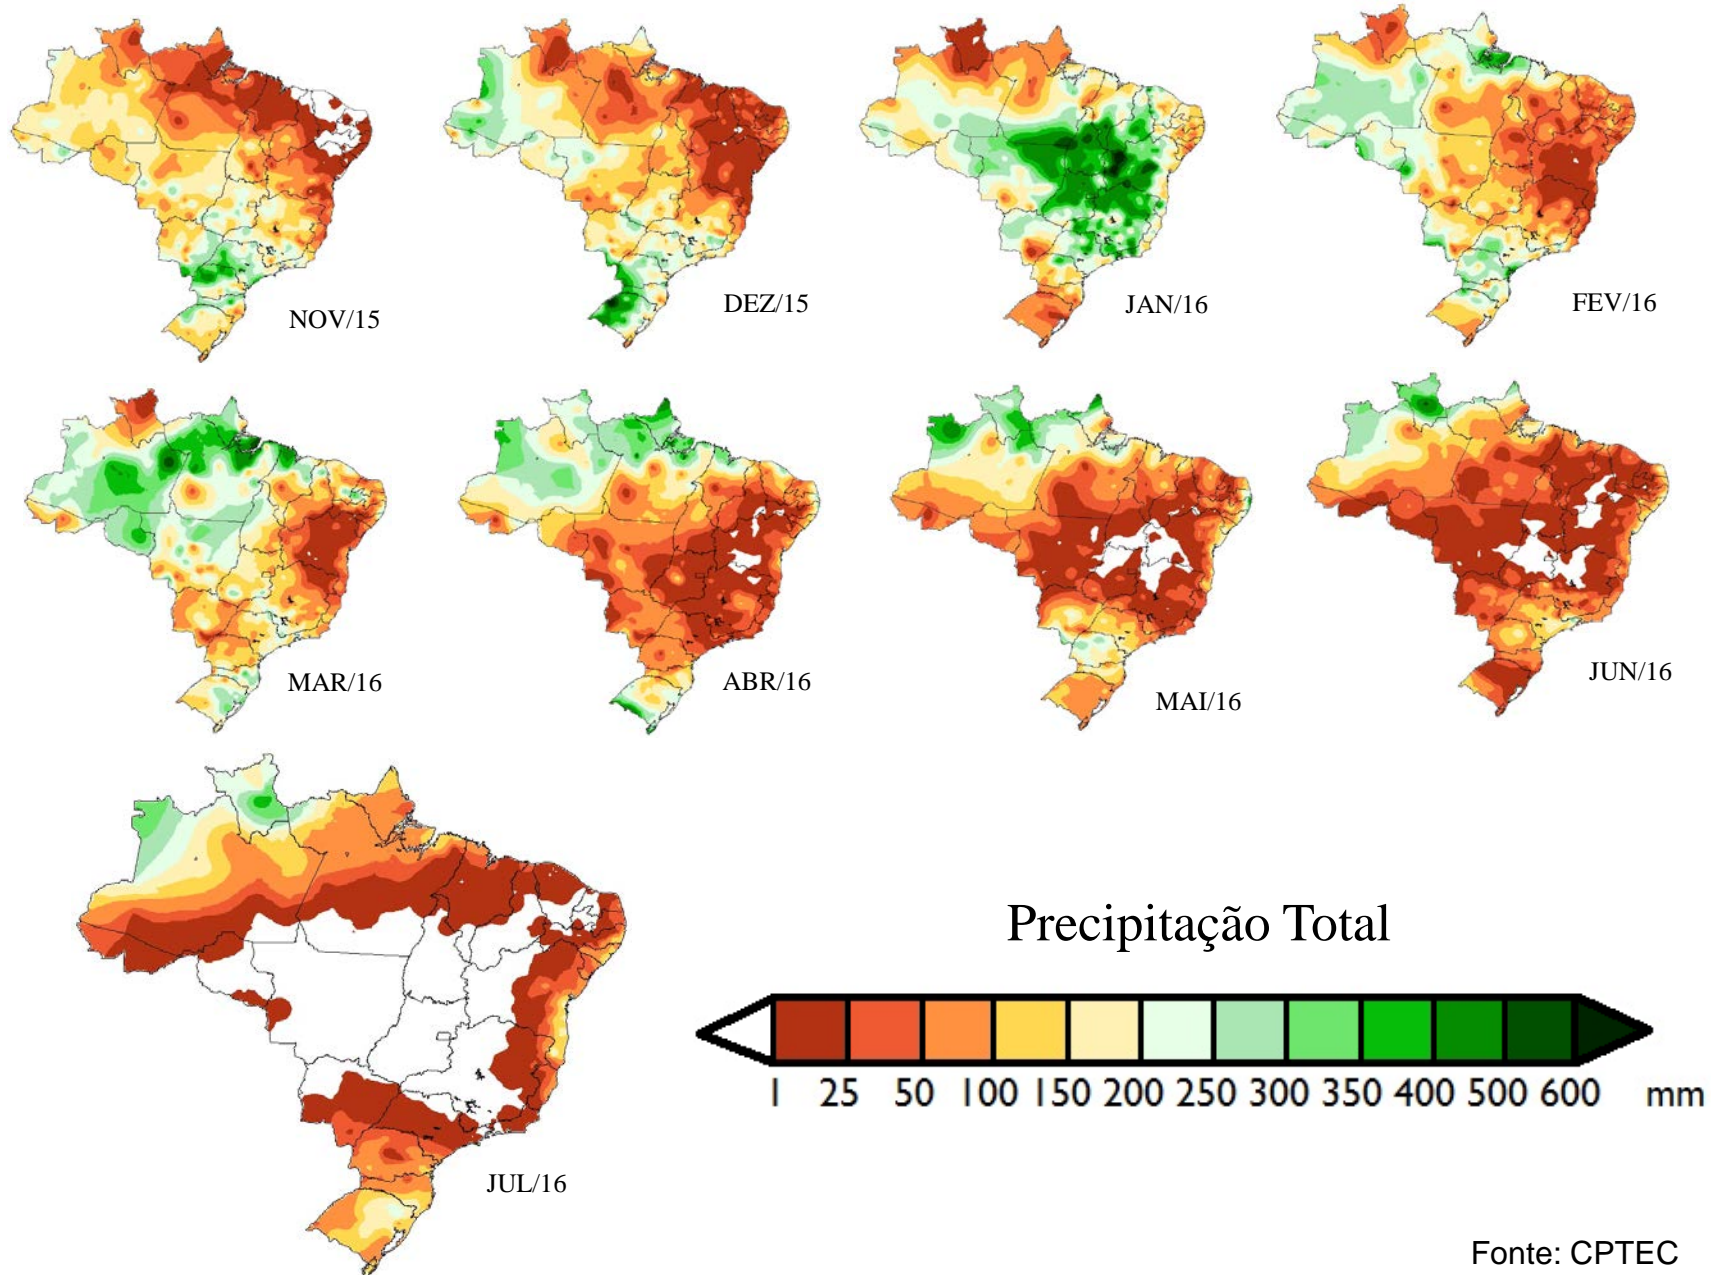 NOV/15
DEZ/15
JAN/16
FEV/16
MAR/16
ABR/16
MAI/16
JUN/16
JUL/16
Precipitação Total
1 25 50 100 150 200 250 300 350 400 500 600 mm
Fonte: CPTEC